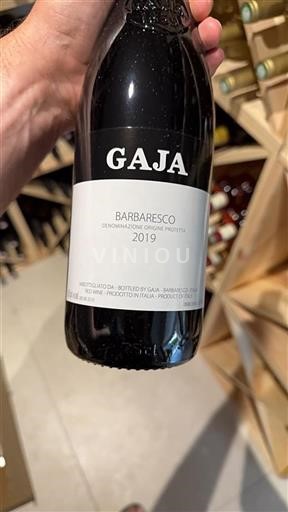 GAJA
BARBARESCO
DENOMINAZIONE ORIGINE PROTETTA
2019
VINIOU
IMBOTTIGLIATO DA - BOTTLED BY GAJA - BARBARESCO -
RED WINE - PRODOTTO IN ITALIA - PRODUCT OF ITALY